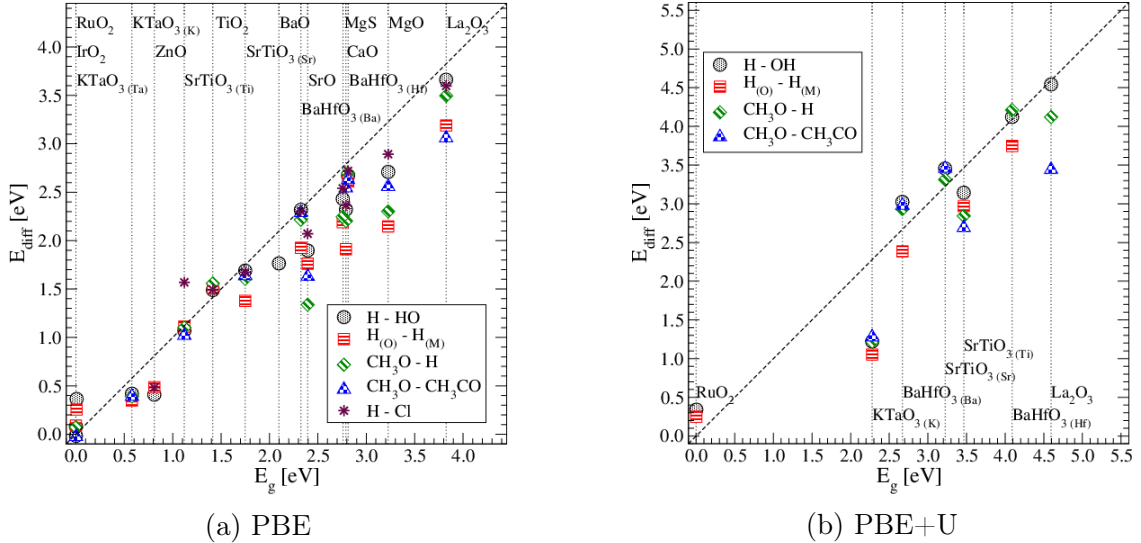 RuO2 KTaO3 (K) TiO2 BaO MgS MgO La2O3
IrO2 ZnO SrTiO3 (Sr) CaO
KTaO3 (Ta) SrTiO3 (Ti) SrO BaHfO3 (Hf)
BaHfO3 (Ba)
4.0
3.5
3.0
2.5
2.0
1.5
1.0
0.5
0.0
Ediff [eV]
H - HO
H(O) - H(M)
CH3O - H
CH3O - CH3CO
H - Cl
0.0 0.5 1.0 1.5 2.0 2.5 3.0 3.5 4.0
Eg [eV]
(a) PBE
5.5
5.0
4.5
4.0
3.5
3.0
2.5
2.0
1.5
1.0
0.5
0.0
Ediff [eV]
H - OH
H(O) - H(M)
CH3O - H
CH3O - CH3CO
SrTiO3 (Ti)
SrTiO3 (Sr)
RuO2 BaHfO3 (Ba) La2O3
KTaO3 (K) BaHfO3 (Hf)
0.0 0.5 1.0 1.5 2.0 2.5 3.0 3.5 4.0 4.5 5.0 5.5
Eg [eV]
(b) PBE+U